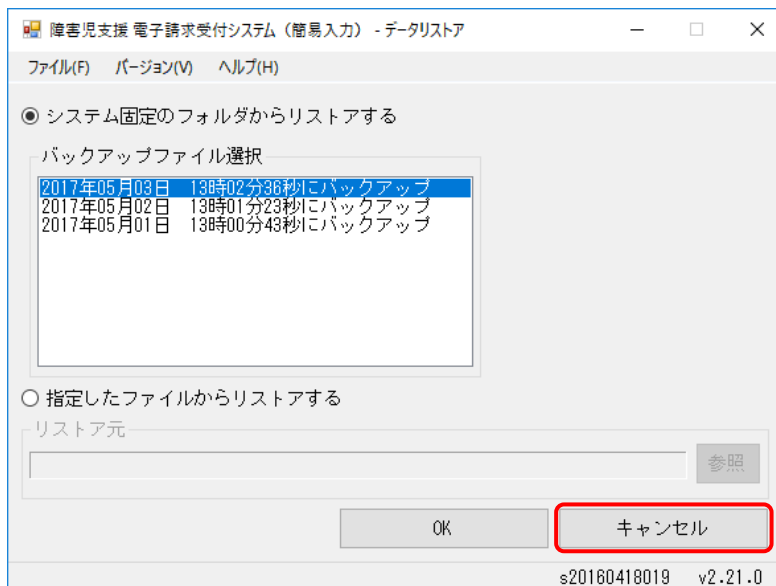 障害児支援 電子請求受付システム（簡易入力） - データリストア
ファイル(F) バージョン(V) ヘルプ(H)
システム固定のフォルダからリストアする
バックアップファイル選択
2017年05月03日 13時02分36秒にバックアップ
2017年05月02日 13時01分23秒にバックアップ
2017年05月01日 13時00分43秒にバックアップ
指定したファイルからリストアする
リストア元
参照
OK キャンセル
s20160418019 v2.21.0